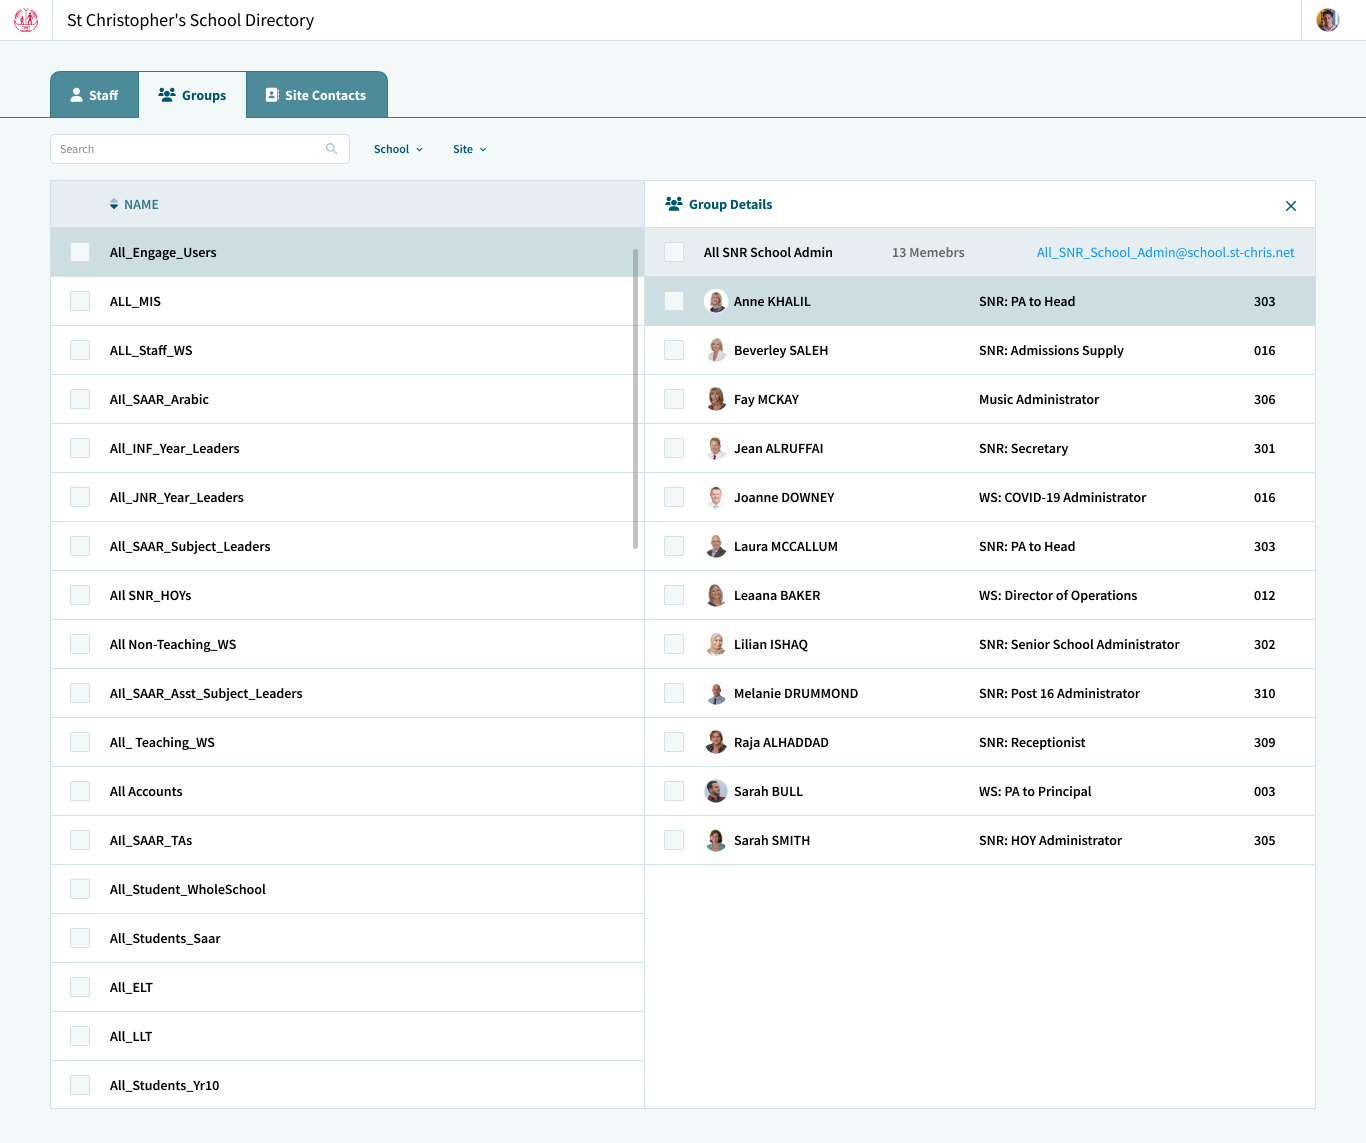 St Christopher's School Directory
Staff
Groups
Site Contacts
Search
School
Site
NAME
All_Engage_Users
ALL_MIS
ALL_Staff_WS
All_SAAR_Arabic
All_INF_Year_Leaders
All_JNR_Year_Leaders
All_SAAR_Subject_Leaders
All SNR_HOYs
All Non-Teaching_WS
All_SAAR_Asst_Subject_Leaders
All_ Teaching_WS
All Accounts
All_SAAR_TAs
All_Student_WholeSchool
All_Students_Saar
All_ELT
All_LLT
All_Students_Yr10
Group Details
All SNR School Admin 13 Memebrs All_SNR_School_Admin@school.st-chris.net
Anne KHALIL SNR: PA to Head 303
Beverley SALEH SNR: Admissions Supply 016
Fay MCKAY Music Administrator 306
Jean ALRUFFAI SNR: Secretary 301
Joanne DOWNEY WS: COVID-19 Administrator 016
Laura MCCALLUM SNR: PA to Head 303
Leaana BAKER WS: Director of Operations 012
Lilian ISHAQ SNR: Senior School Administrator 302
Melanie DRUMMOND SNR: Post 16 Administrator 310
Raja ALHADDAD SNR: Receptionist 309
Sarah BULL WS: PA to Principal 003
Sarah SMITH SNR: HOY Administrator 305